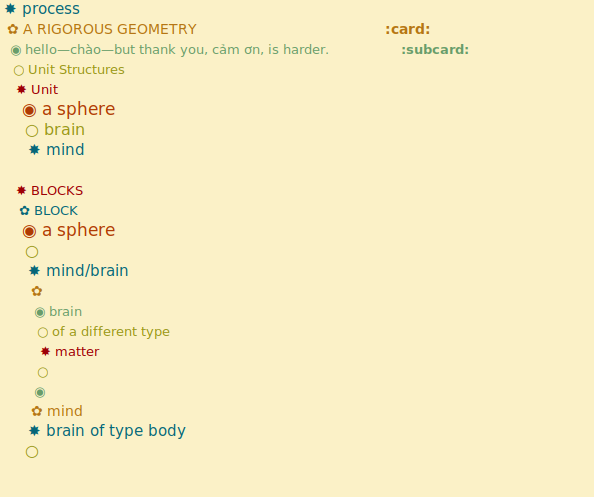 ✸ process
✿ A RIGOROUS GEOMETRY :card:
◉ hello—chào—but thank you, cảm ơn, is harder. :subcard:
○ Unit Structures
✸ Unit
◉ a sphere
○ brain
✸ mind
✸ BLOCKS
✿ BLOCK
◉ a sphere
○
✸ mind/brain
✿
◉ brain
○ of a different type
✸ matter
○
◉
✿ mind
✸ brain of type body
○